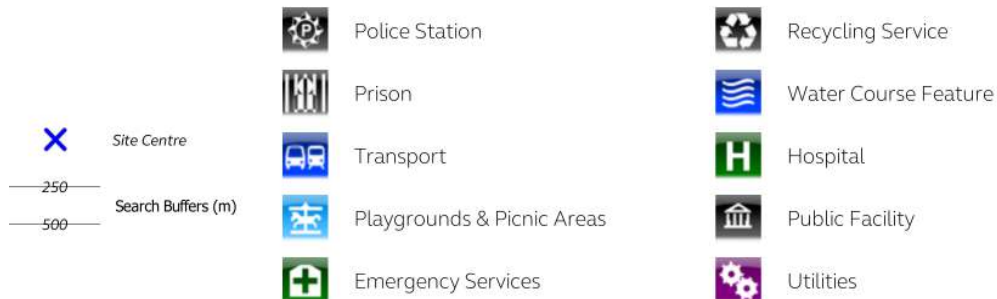 Police Station
Recycling Service
Prison
Water Course Feature
Site Centre
Transport
H Hospital
250
Search Buffers (m)
500
Playgrounds & Picnic Areas
Public Facility
Emergency Services
Utilities